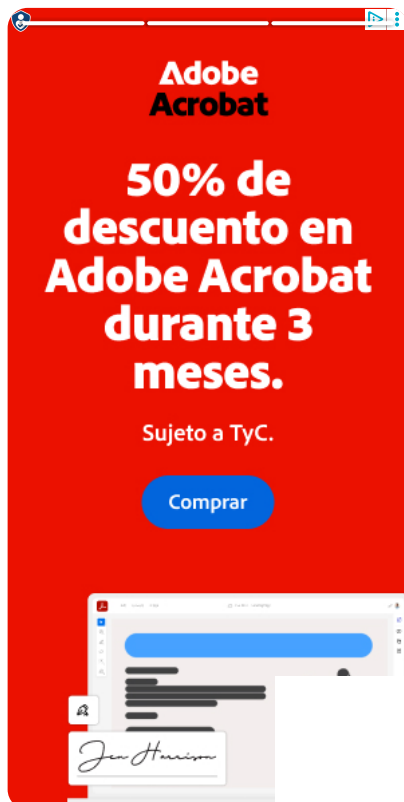 Adobe
Acrobat
50% de
descuento en
Adobe Acrobat
durante 3
meses.
Sujeto a TyC.
Comprar
Jen Harrison